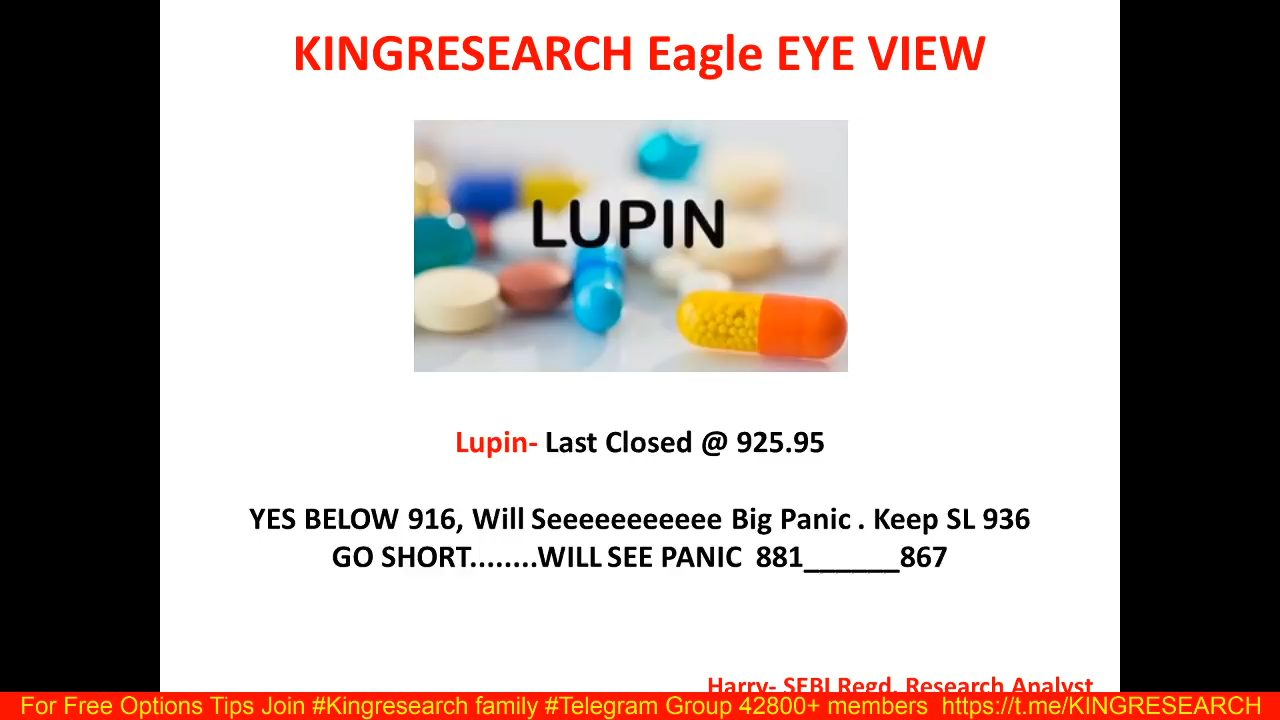 KINGRESEARCH Eagle EYE VIEW
LUPIN
Lupin- Last Closed @ 925.95
YES BELOW 916, Will Seeeeeeeeeee Big Panic . Keep SL 936
GO SHORT........WILL SEE PANIC 881______867
Harry- SEBI Regd. Research Analyst
For Free Options Tips Join #Kingresearch family #Telegram Group 42800+ members https://t.me/KINGRESEARCH